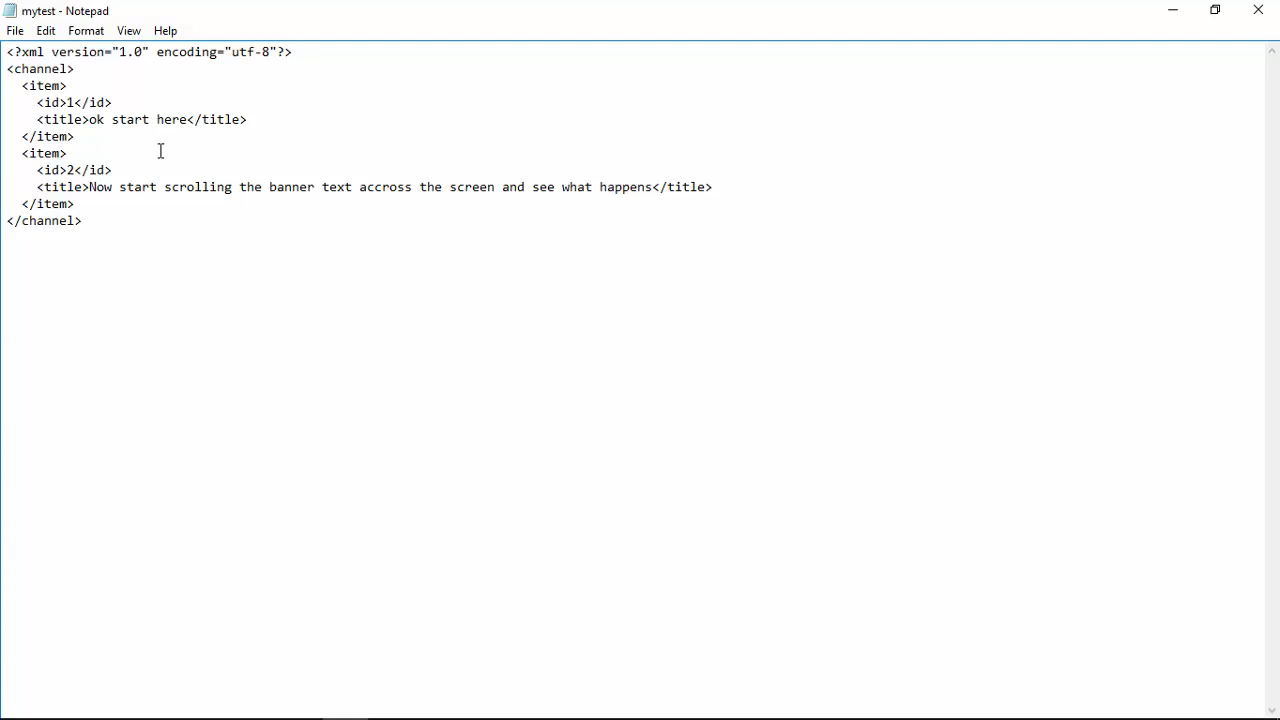 mytest - Notepad
File Edit Format View Help
<?xml version="1.0" encoding="utf-8"?>
<channel>
  <item>
    <id>1</id>
    <title>ok start here</title>
  </item>
  <item>
    <id>2</id>
    <title>Now start scrolling the banner text accross the screen and see what happens</title>
  </item>
</channel>